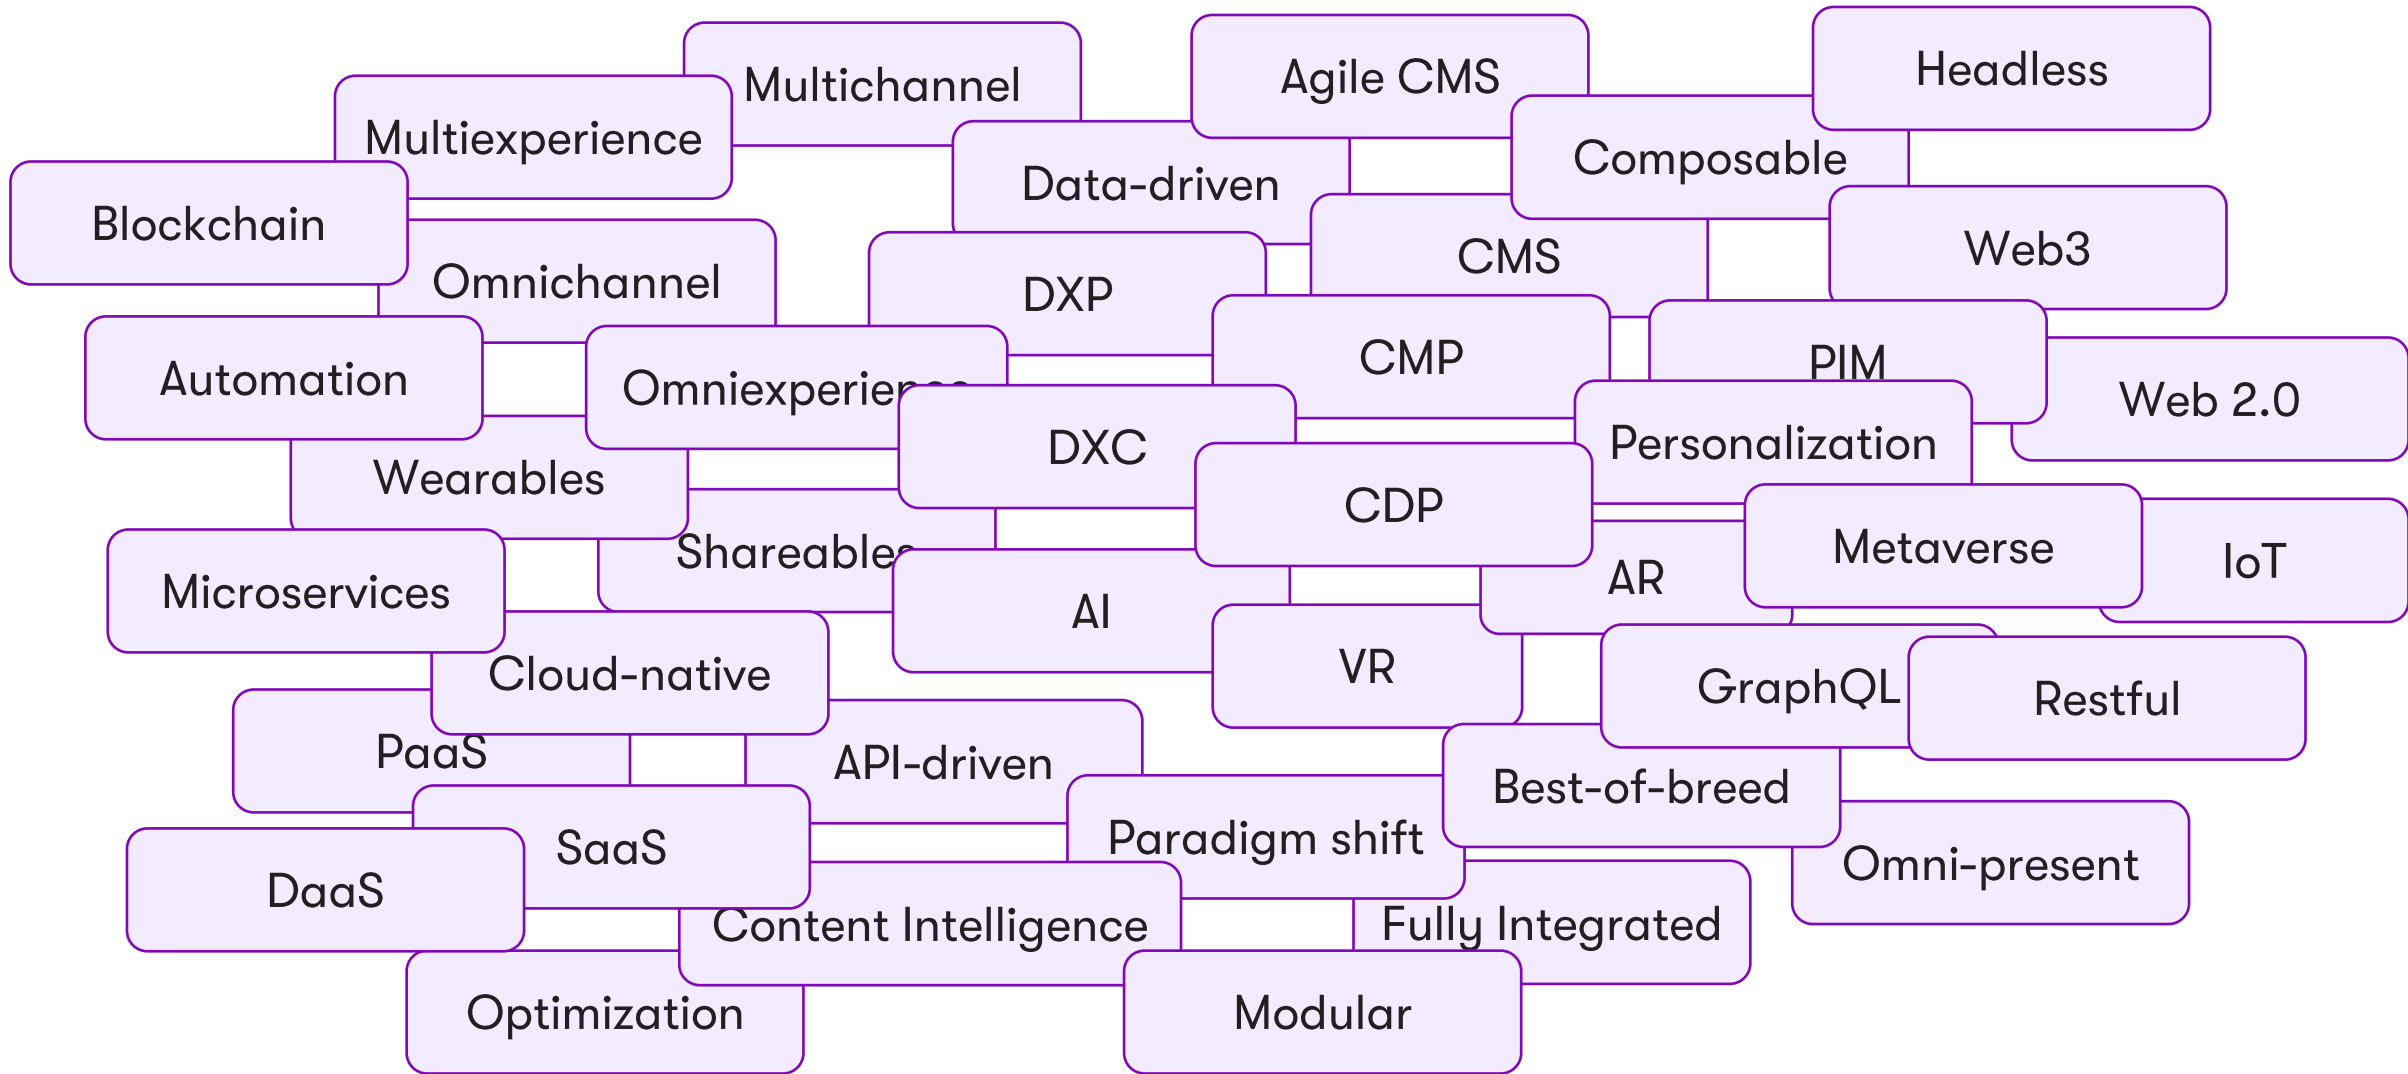 Headless
Agile CMS
Multichannel
Multiexperience
Composable
Data-driven
Blockchain
Web3
CMS
Omnichannel
DXP
CMP
PIM
Automation
Omniexperience
Web 2.0
Personalization
DXC
Wearables
CDP
Metaverse
Shareables
IoT
AR
Microservices
AI
VR
Cloud-native
GraphQL
Restful
PaaS
API-driven
Best-of-breed
Paradigm shift
SaaS
Omni-present
DaaS
Content Intelligence
Fully Integrated
Optimization
Modular